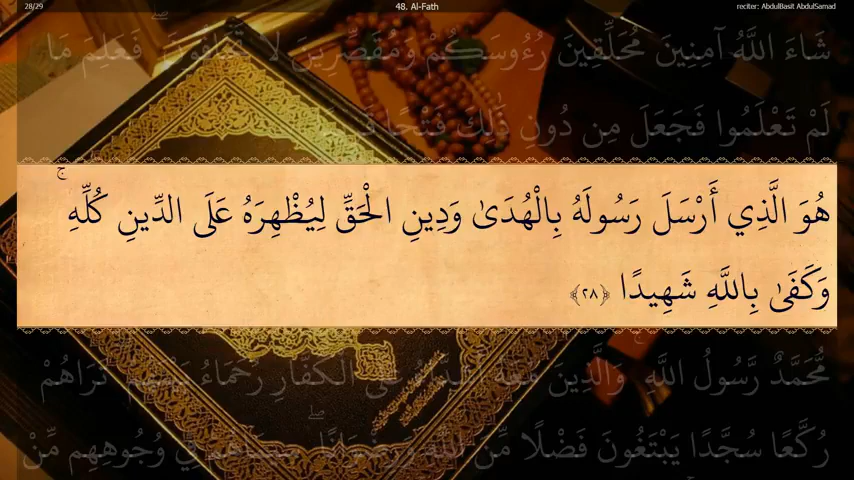 28/29
48. Al-Fath
reciter: AbdulBasit AbdulSamad
شَاءَ اللَّهُ آمِنِينَ مُحَلِّقِينَ رُءُوسَكُمْ وَمُقَصِّرِينَ لَا تَخَافُونَ ۖ فَعَلِمَ مَا
لَمْ تَعْلَمُوا فَجَعَلَ مِن دُونِ ذَٰلِكَ فَتْحًا
هُوَ الَّذِي أَرْسَلَ رَسُولَهُ بِالْهُدَىٰ وَدِينِ الْحَقِّ لِيُظْهِرَهُ عَلَى الدِّينِ كُلِّهِ ۚ
وَكَفَىٰ بِاللَّهِ شَهِيدًا ﴿٢٨﴾
مُّحَمَّدٌ رَّسُولُ اللَّهِ ۚ وَالَّذِينَ مَعَهُ أَشِدَّاءُ عَلَى الْكُفَّارِ رُحَمَاءُ بَيْنَهُمْ ۖ تَرَاهُمْ
رُكَّعًا سُجَّدًا يَبْتَغُونَ فَضْلًا مِّنَ اللَّهِ وَرِضْوَانًا ۖ سِيمَاهُمْ فِي وُجُوهِهِم مِّنْ